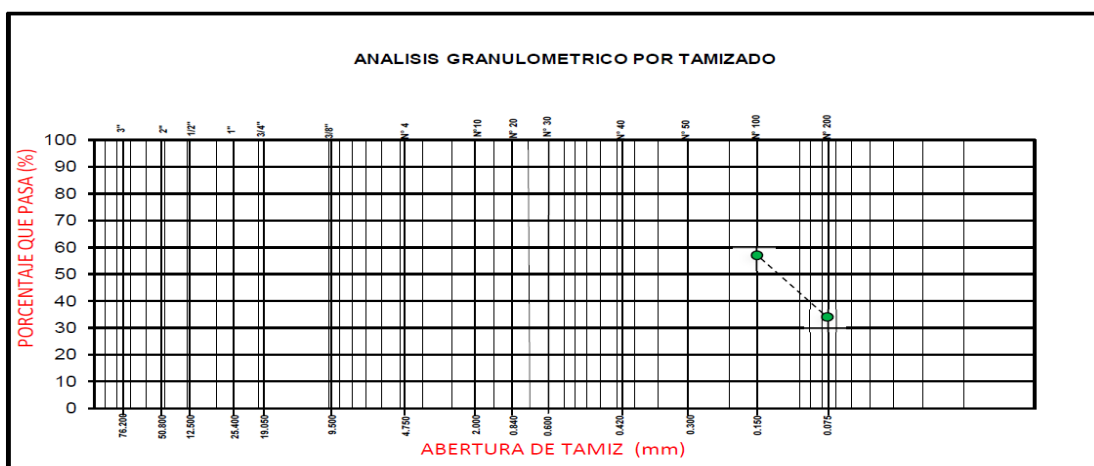 ANALISIS GRANULOMETRICO POR TAMIZADO
3" 2" 1/2" 1" 3/4" 3/8" N° 4 N°10 N° 20 N° 30 N° 40 N° 50 N° 100 N° 200
PORCENTAJE QUE PASA (%)
100
90
80
70
60
50
40
30
20
10
0
76.200 50.800 12.500 25.400 19.050 9.500 4.750 2.000 0.840 0.600 0.420 0.300 0.150 0.075
ABERTURA DE TAMIZ (mm)